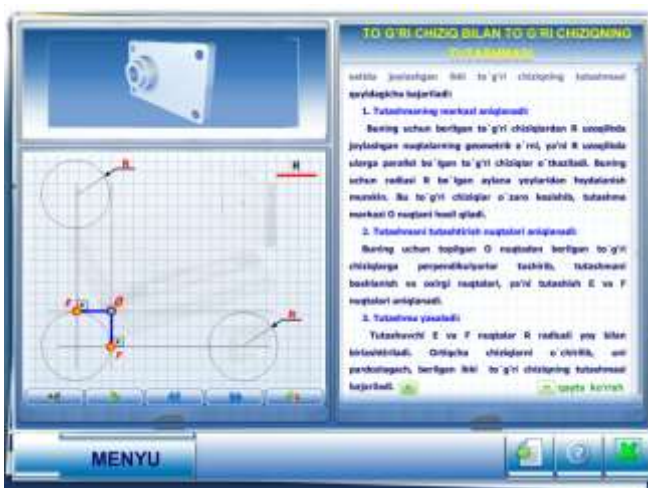 TO G'RI CHIZIQ BILAN TO G'RI CHIZIQNING
TUTASHMASI
joylashgan ikki to`g'ri chiziqning tutashmasi
quyidagicha bajariladi:
1. Tutashmaning markazi aniqlanadi:
Buning uchun berilgan to`g'ri chiziqlardan R uzoqlikda
joylashgan nuqtalarning geometrik o`rni, ya'ni R uzoqlikda
ularga parallel bo`lgan to`g'ri chiziqlar o`tkaziladi. Buning
uchun radiusi R bo`lgan aylana yoylaridan foydalanish
mumkin. Bu to`g'ri chiziqlar o`zaro kesishib, tutashma
markazi O nuqtani hosil qiladi.
2. Tutashmani tutashtirish nuqtalari aniqlanadi:
Buning uchun topilgan O nuqtadan berilgan to`g'ri
chiziqlarga perpendikulyarlar tushirib, tutashmani
boshlanish va oxirgi nuqtalari, ya'ni tutashish E va F
nuqtalari aniqlanadi.
3. Tutashma yasaladi:
Tutashuvchi E va F nuqtalar R radiusli yoy bilan
birlashtiriladi. Ortiqcha chiziqlarni o`chirilib, uni
pardozlagach, berilgan ikki to`g'ri chiziqning tutashmasi
bajariladi.
qayta ko'rish
R
R
E
O
F
R
MENYU